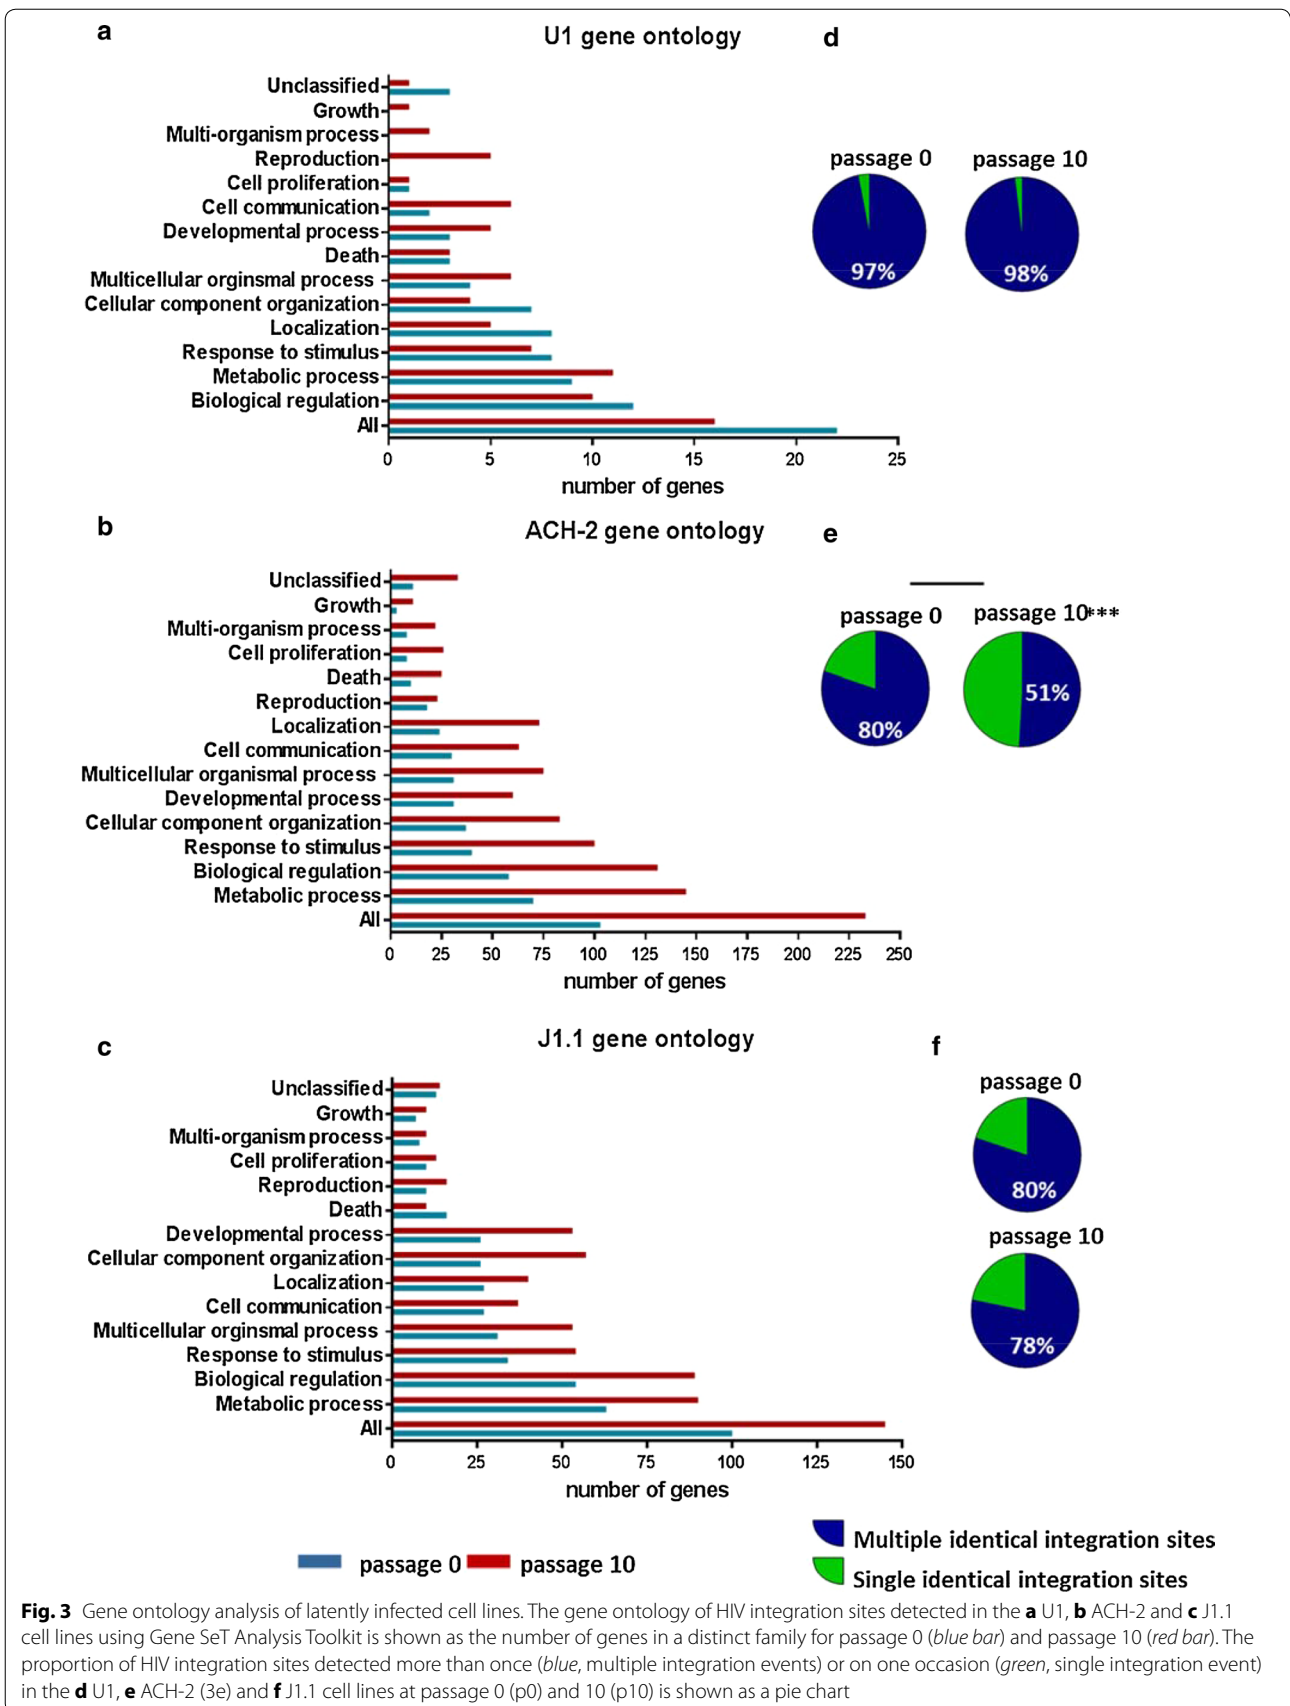 a
U1 gene ontology
Unclassified
Growth
Multi-organism process
Reproduction
Cell proliferation
Cell communication
Developmental process
Death
Multicellular orginsmal process
Cellular component organization
Localization
Response to stimulus
Metabolic process
Biological regulation
All
0 5 10 15 20 25
number of genes
d
passage 0 passage 10
97% 98%
b
ACH-2 gene ontology
Unclassified
Growth
Multi-organism process
Cell proliferation
Death
Reproduction
Localization
Cell communication
Multicellular organismal process
Developmental process
Cellular component organization
Response to stimulus
Biological regulation
Metabolic process
All
0 25 50 75 100 125 150 175 200 225 250
number of genes
e
passage 0 passage 10***
80% 51%
c
J1.1 gene ontology
Unclassified
Growth
Multi-organism process
Cell proliferation
Reproduction
Death
Developmental process
Cellular component organization
Localization
Cell communication
Multicellular orginsmal process
Response to stimulus
Biological regulation
Metabolic process
All
0 25 50 75 100 125 150
number of genes
f
passage 0
80%
passage 10
78%
passage 0 passage 10
Multiple identical integration sites
Single identical integration sites
Fig. 3 Gene ontology analysis of latently infected cell lines. The gene ontology of HIV integration sites detected in the a U1, b ACH-2 and c J1.1
cell lines using Gene SeT Analysis Toolkit is shown as the number of genes in a distinct family for passage 0 (blue bar) and passage 10 (red bar). The
proportion of HIV integration sites detected more than once (blue, multiple integration events) or on one occasion (green, single integration event)
in the d U1, e ACH-2 (3e) and f J1.1 cell lines at passage 0 (p0) and 10 (p10) is shown as a pie chart